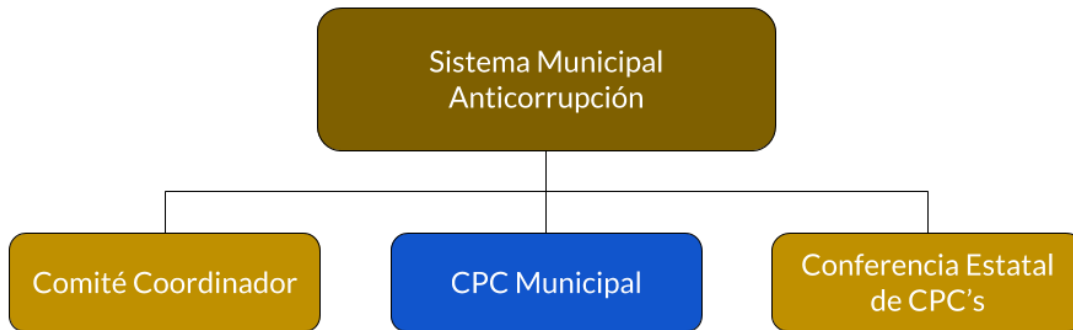 Sistema Municipal
Anticorrupción
Comité Coordinador
CPC Municipal
Conferencia Estatal
de CPC’s